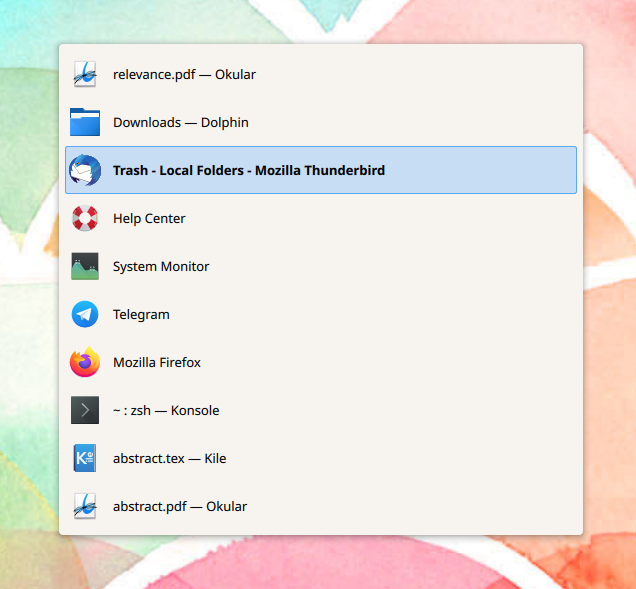 relevance.pdf — Okular
Downloads — Dolphin
Trash - Local Folders - Mozilla Thunderbird
Help Center
System Monitor
Telegram
Mozilla Firefox
~ : zsh — Konsole
abstract.tex — Kile
abstract.pdf — Okular